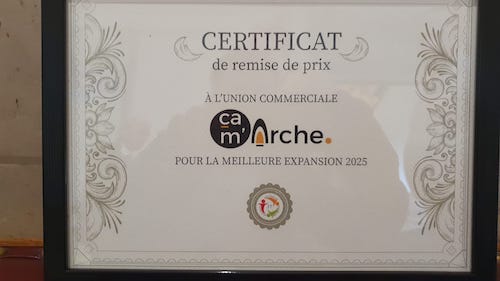 CERTIFICAT
de remise de prix
À L'UNION COMMERCIALE
ça m'Arche.
POUR LA MEILLEURE EXPANSION 2025